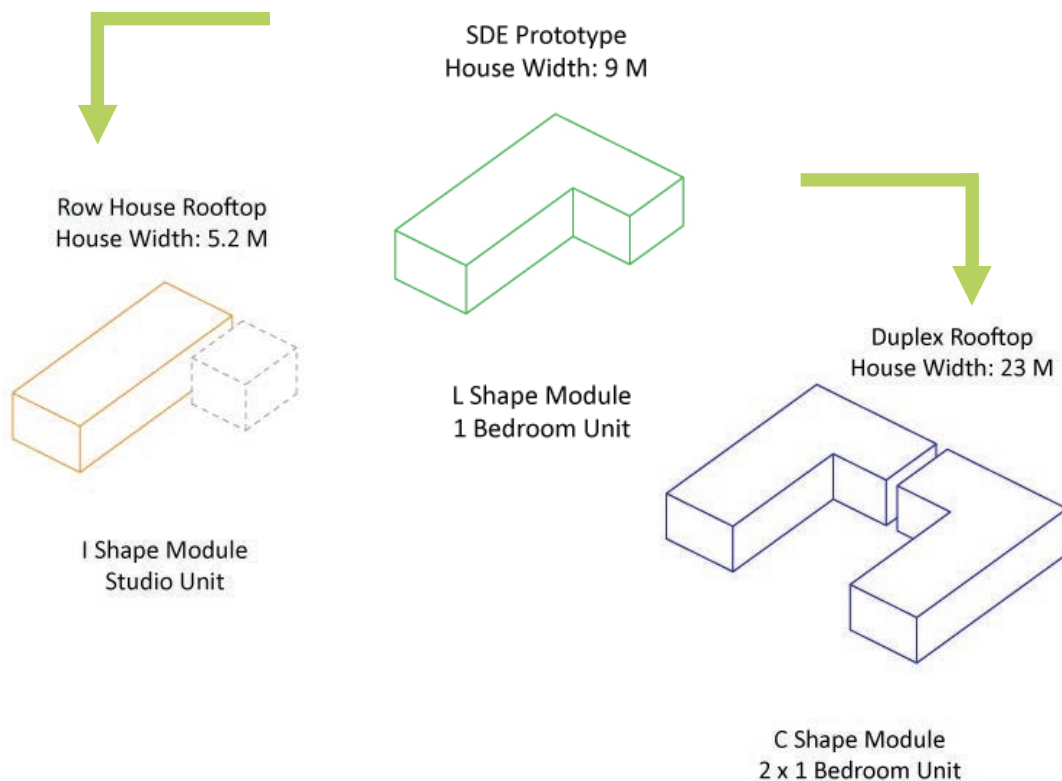 SDE Prototype
House Width: 9 M
Row House Rooftop
House Width: 5.2 M
Duplex Rooftop
House Width: 23 M
L Shape Module
1 Bedroom Unit
I Shape Module
Studio Unit
C Shape Module
2 x 1 Bedroom Unit